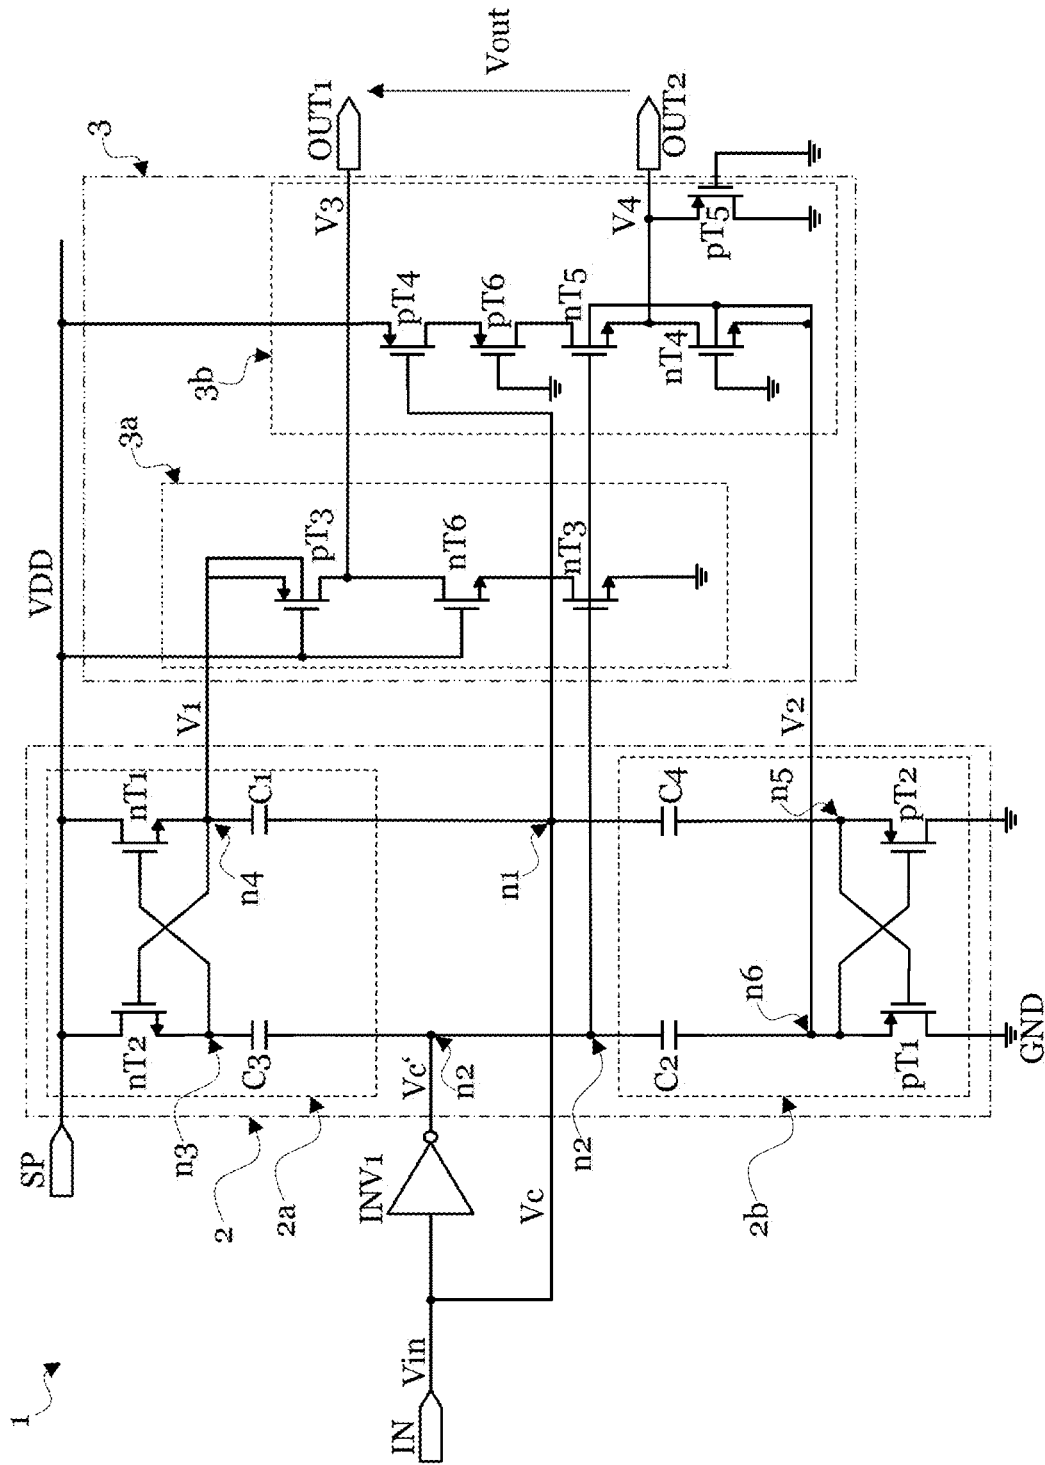 1
IN
Vin
INV1
Vc
Vc'
SP
2
2a
2b
n3
n2
n2
nT2
C3
C2
n6
pT1
GND
n4
n1
nT1
C1
C4
n5
pT2
VDD
V1
V2
3
3a
3b
pT3
nT6
nT3
pT4
pT6
nT5
nT4
V3
V4
pT5
OUT1
OUT2
Vout